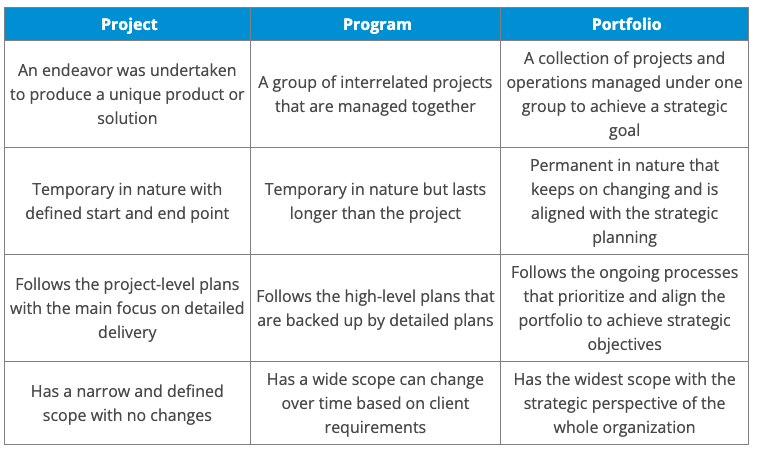 Project
Program
Portfolio
An endeavor was undertaken
to produce a unique product or
solution
A group of interrelated projects
that are managed together
A collection of projects and
operations managed under one
group to achieve a strategic
goal
Temporary in nature with
defined start and end point
Temporary in nature but lasts
longer than the project
Permanent in nature that
keeps on changing and is
aligned with the strategic
planning
Follows the project-level plans
with the main focus on detailed
delivery
Follows the high-level plans that
are backed up by detailed plans
Follows the ongoing processes
that prioritize and align the
portfolio to achieve strategic
objectives
Has a narrow and defined
scope with no changes
Has a wide scope can change
over time based on client
requirements
Has the widest scope with the
strategic perspective of the
whole organization